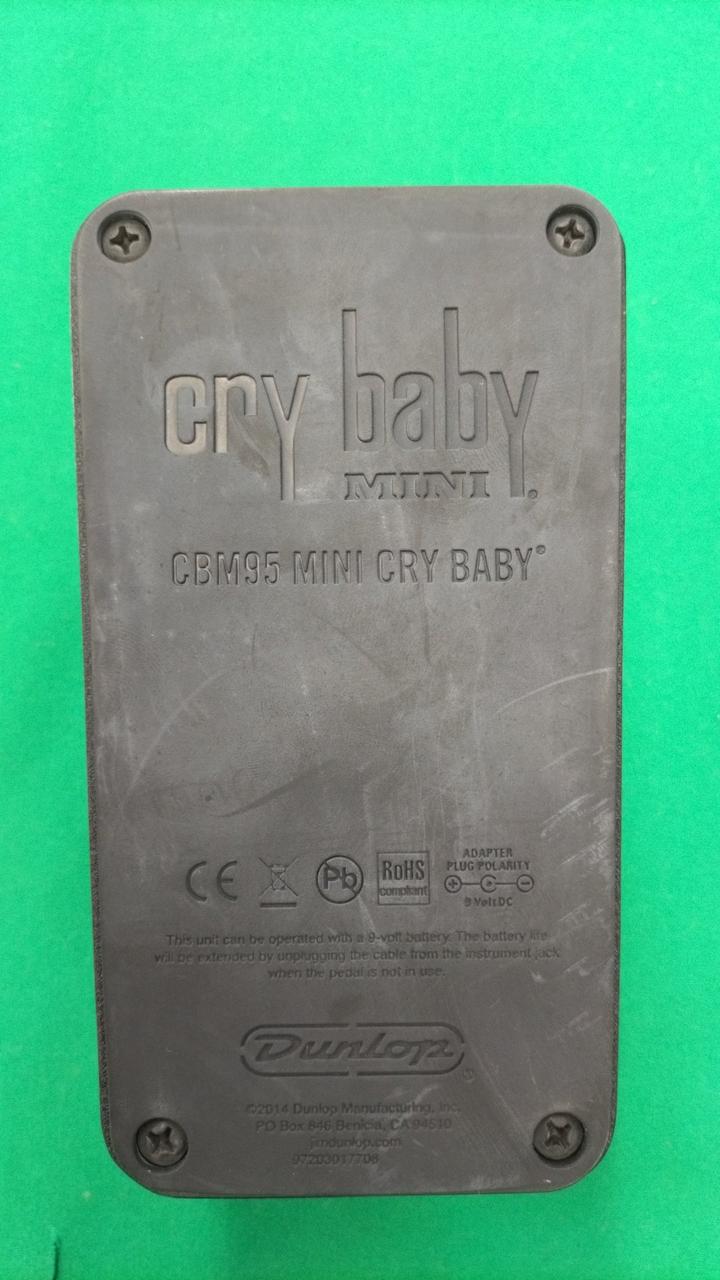 cry baby
MINI®
CBM95 MINI CRY BABY®
CE Pb RoHS
compliant
ADAPTER
PLUG POLARITY
9 Volt DC
This unit can be operated with a 9-volt battery. The battery life
will be extended by unplugging the cable from the instrument jack
when the pedal is not in use.
Dunlop®
©2014 Dunlop Manufacturing, Inc.
PO Box 846 Benicia, CA 94510
jimdunlop.com
97203017708